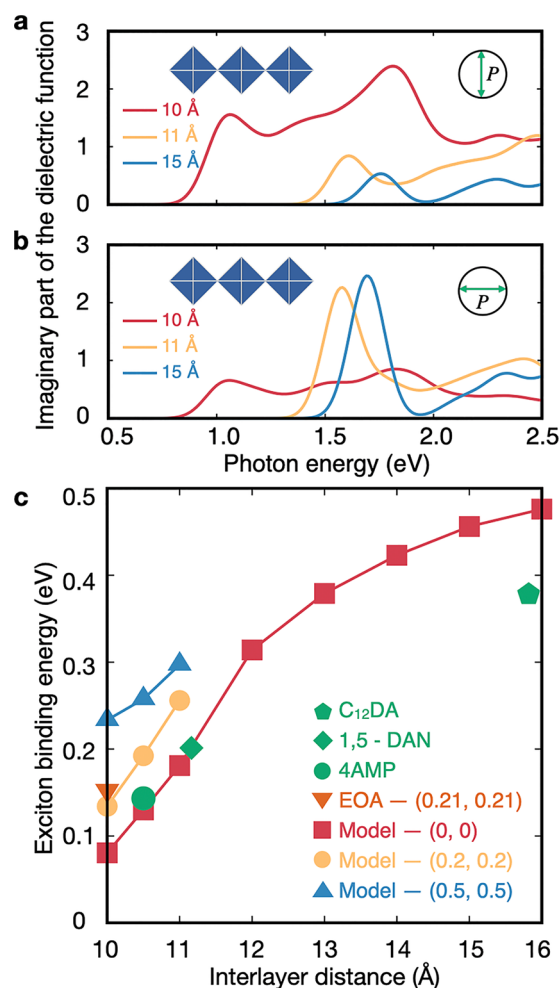 a
Imaginary part of the dielectric function
3
2
1
0
10 Å
11 Å
15 Å
P
b
3
2
1
0
10 Å
11 Å
15 Å
P
0.5 1.0 1.5 2.0 2.5
Photon energy (eV)
c
Exciton binding energy (eV)
0.5
0.4
0.3
0.2
0.1
0
C₁₂DA
1,5 - DAN
4AMP
EOA — (0.21, 0.21)
Model — (0, 0)
Model — (0.2, 0.2)
Model — (0.5, 0.5)
10 11 12 13 14 15 16
Interlayer distance (Å)